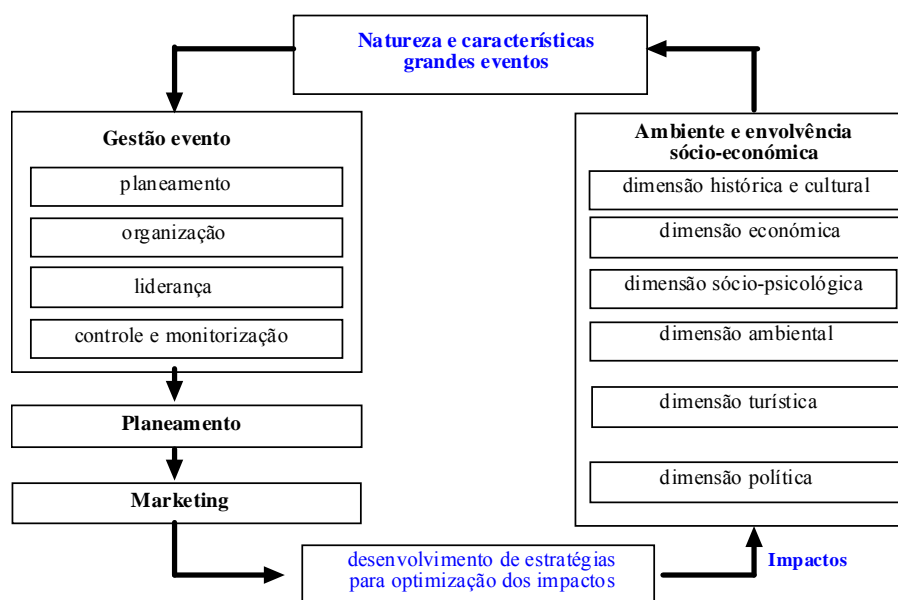 Natureza e características
grandes eventos
Gestão evento
planeamento
organização
liderança
controle e monitorização
Planeamento
Marketing
desenvolvimento de estratégias
para optimização dos impactos
Impactos
Ambiente e envolvência
sócio-económica
dimensão histórica e cultural
dimensão económica
dimensão sócio-psicológica
dimensão ambiental
dimensão turística
dimensão política